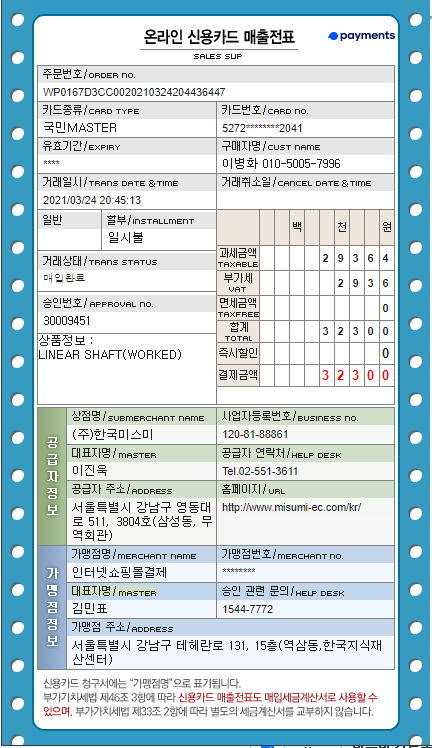 온라인 신용카드 매출전표
payments
SALES SLIP
주문번호/ORDER NO.
WP0167D3CC0020210324204436447
카드종류/CARD TYPE 카드번호/CARD NO.
국민MASTER 5272********2041
유효기간/EXPIRY 구매자명/CUST NAME
**** 이병화 010-5005-7996
거래일시/TRANS DATE & TIME 거래취소일/CANCEL DATE & TIME
2021/03/24 20:45:13
일반 할부/INSTALLMENT 백 천 원
일시불
과세금액 TAXABLE 2 9 3 6 4
거래상태/TRANS STATUS
매입완료
부가세 VAT 2 9 3 6
승인번호/APPROVAL NO. 면세금액 TAXFREE 0
30009451 합계 TOTAL 3 2 3 0 0
상품정보 : 즉시할인 0
LINEAR SHAFT(WORKED) 결제금액 3 2 3 0 0
공급자정보
상점명/SUBMERCHANT NAME 사업자등록번호/BUSINESS NO.
(주)한국미스미 120-81-88861
대표자명/MASTER 공급자 연락처/HELP DESK
이진욱 Tel.02-551-3611
공급자 주소/ADDRESS 홈페이지/URL
서울특별시 강남구 영동대 http://www.misumi-ec.com/kr/
로 511, 3804호(삼성동, 무
역회관)
가맹점정보
가맹점명/MERCHANT NAME 가맹점번호/MERCHANT NO.
인터넷쇼핑몰결제 ********
대표자명/MASTER 승인 관련 문의/HELP DESK
김민표 1544-7772
가맹점 주소/ADDRESS
서울특별시 강남구 테헤란로 131, 15층(역삼동,한국지식재
산센터)
신용카드 청구서에는 “가맹점명”으로 표기됩니다.
부가가치세법 제46조 3항에 따라 신용카드 매출전표도 매입세금계산서로 사용할 수
있으며, 부가가치세법 제33조 2항에 따라 별도의 세금계산서를 교부하지 않습니다.